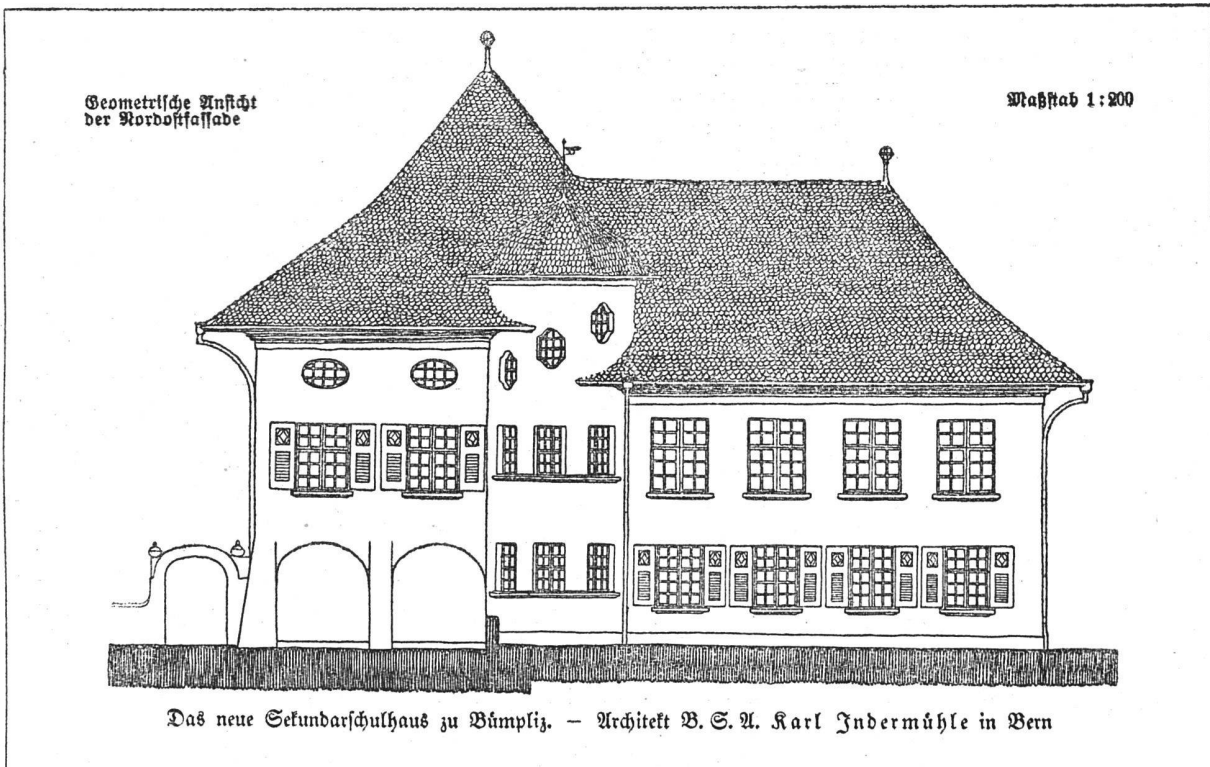 Geometrische Ansicht
der Nordostfassade
Maßstab 1:200
Das neue Sekundarschulhaus zu Bümpliz. — Architekt B. S. A. Karl Indermühle in Bern